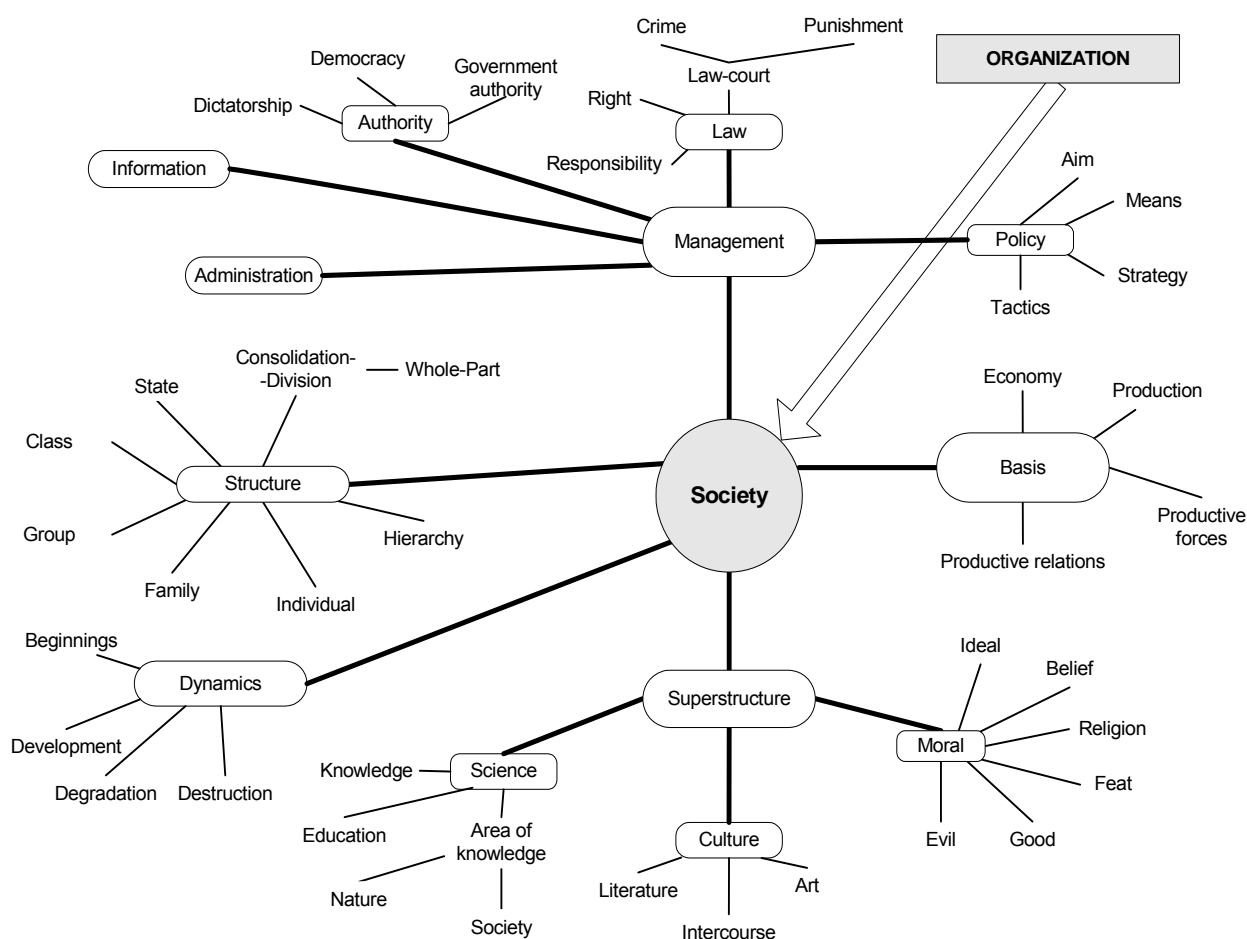 Crime
Punishment
ORGANIZATION
Democracy
Government
authority
Law-court
Dictatorship
Authority
Right
Law
Information
Responsibility
Aim
Means
Management
Policy
Administration
Strategy
Tactics
Consolidation-
-Division
Whole-Part
State
Economy
Production
Class
Structure
Society
Basis
Group
Hierarchy
Productive
forces
Family
Individual
Productive relations
Beginnings
Dynamics
Ideal
Belief
Superstructure
Religion
Development
Moral
Knowledge
Science
Feat
Degradation
Destruction
Education
Area of
knowledge
Culture
Evil
Good
Nature
Literature
Art
Society
Intercourse